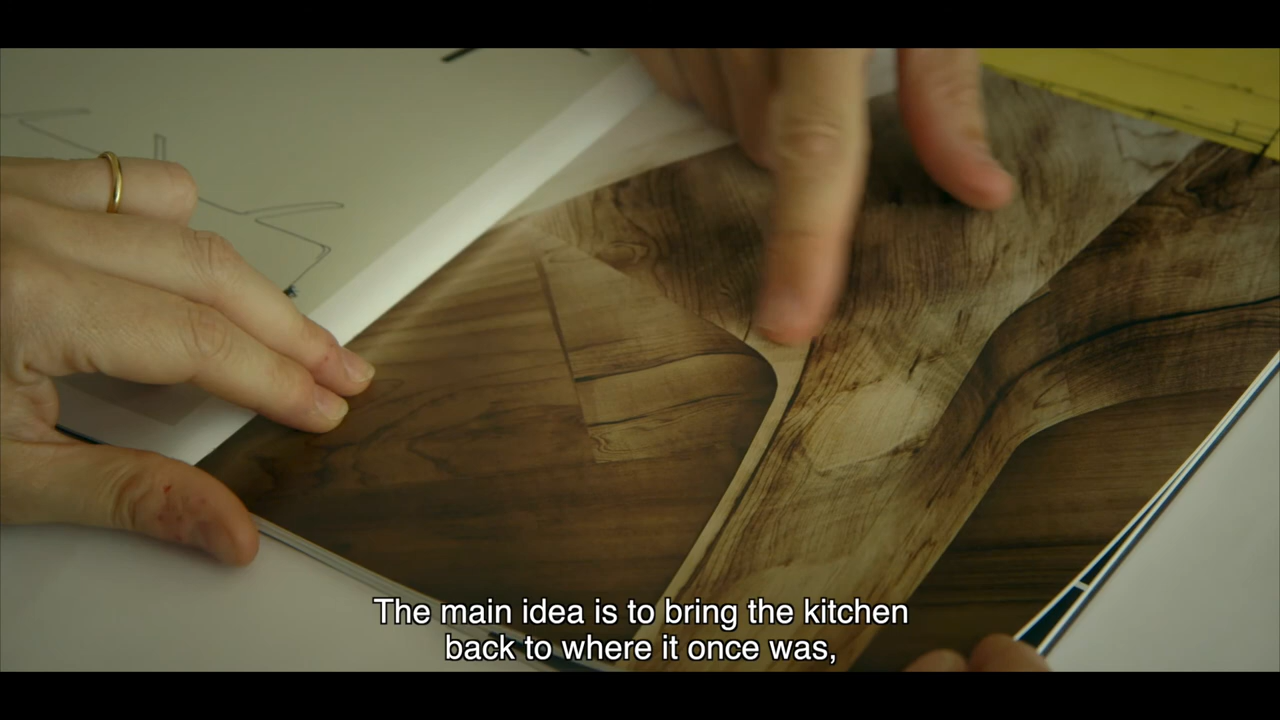 The main idea is to bring the kitchen
back to where it once was,